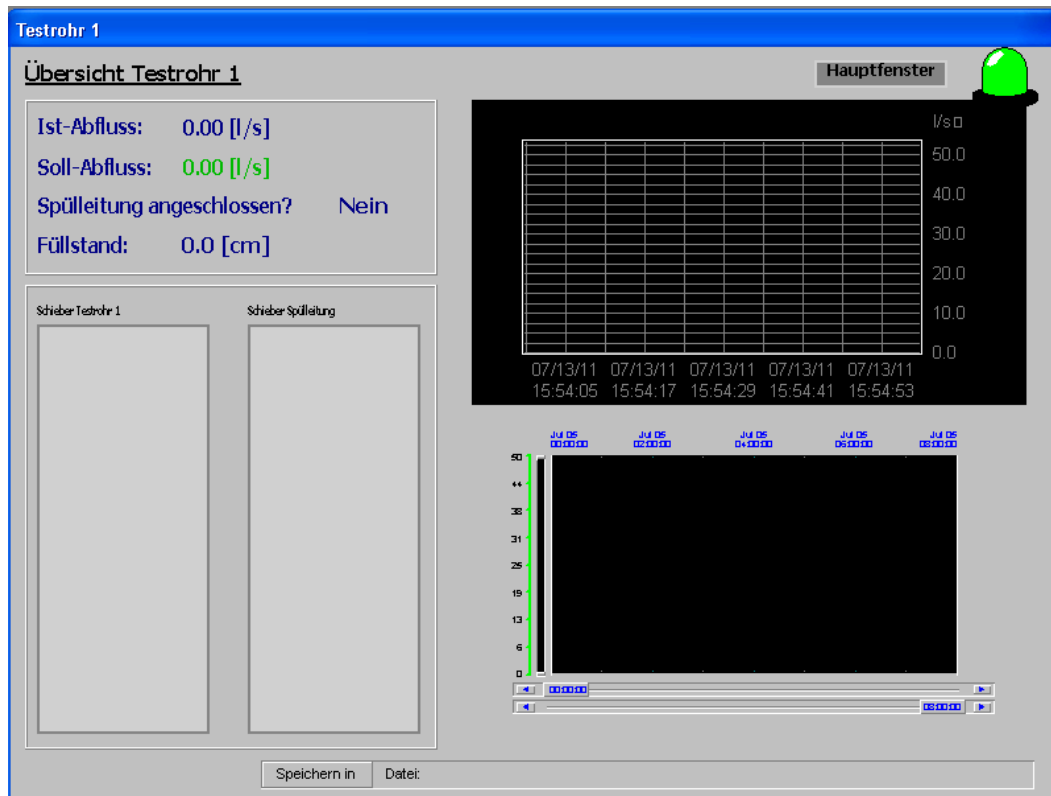 Testrohr 1
Übersicht Testrohr 1
Hauptfenster
Ist-Abfluss: 0.00 [l/s]
Soll-Abfluss: 0.00 [l/s]
Spülleitung angeschlossen? Nein
Füllstand: 0.0 [cm]
Schieber Testrohr 1
Schieber Spülleitung
l/s
50.0
40.0
30.0
20.0
10.0
0.0
07/13/11 07/13/11 07/13/11 07/13/11 07/13/11
15:54:05 15:54:17 15:54:29 15:54:41 15:54:53
Jul 05 Jul 05 Jul 05 Jul 05 Jul 05
00:00:00 02:00:00 04:00:00 06:00:00 08:00:00
50
44
38
31
25
19
13
6
0
00:00:00
08:00:00
Speichern in Datei: